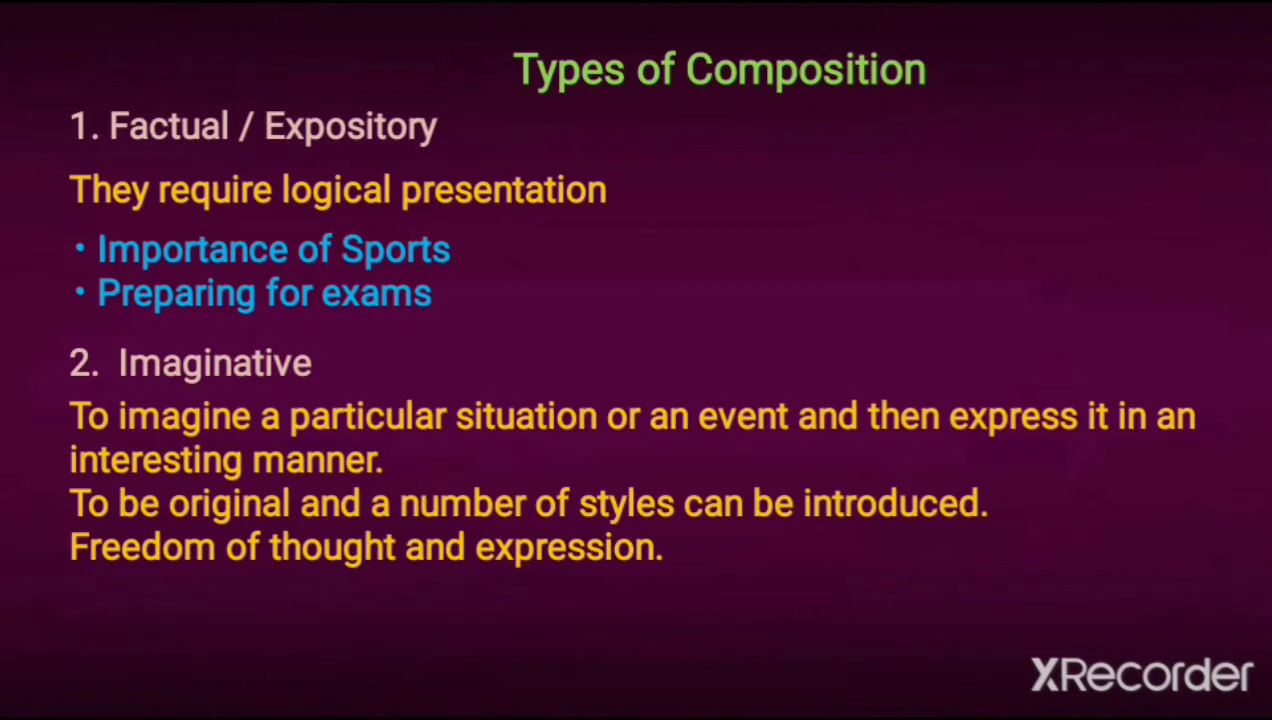 Types of Composition
1. Factual / Expository
They require logical presentation
• Importance of Sports
• Preparing for exams
2. Imaginative
To imagine a particular situation or an event and then express it in an
interesting manner.
To be original and a number of styles can be introduced.
Freedom of thought and expression.
XRecorder